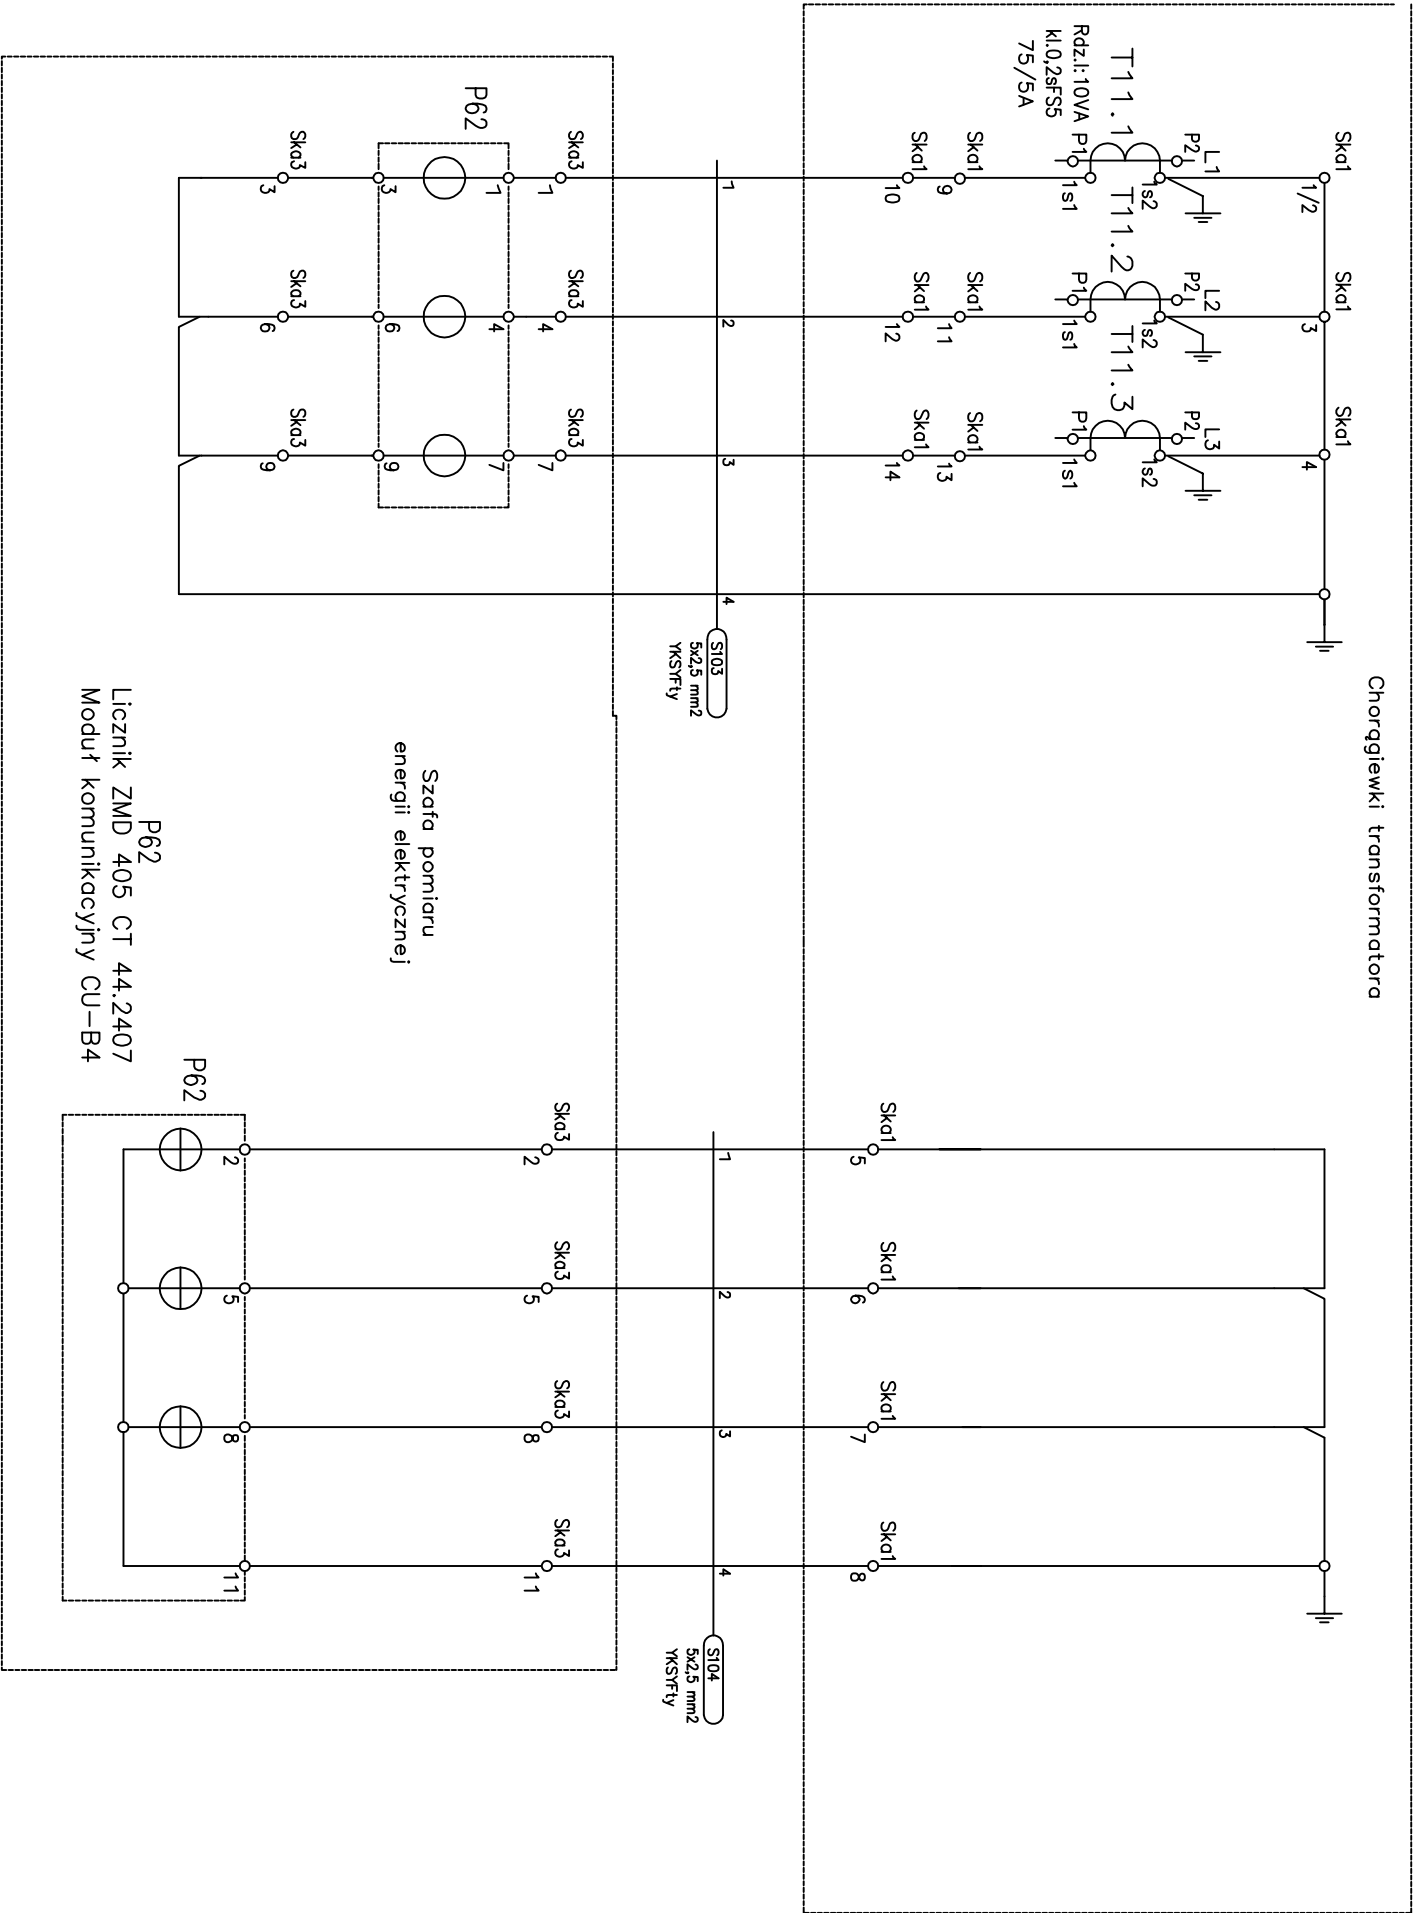 Chorągiewki transformatora
Ska1
1/2
Ska1
3
Ska1
4
T11.1
Rdz.I: 10VA
kl.0,2sFS5
75/5A
P2
L1
P1
1s2
1s1
T11.2
P2
L2
P1
1s2
1s1
T11.3
P2
L3
P1
1s2
1s1
Ska1
9
Ska1
11
Ska1
13
Ska1
10
Ska1
12
Ska1
14
1
2
3
4
S103
5x2,5 mm2
YKSYFty
Ska3
1
Ska3
4
Ska3
7
P62
1
4
7
3
6
9
Ska3
3
Ska3
6
Ska3
9
Szafa pomiaru
energii elektrycznej
P62
Licznik ZMD 405 CT 44.2407
Moduł komunikacyjny CU-B4
Ska1
5
Ska1
6
Ska1
7
Ska1
8
1
2
3
4
S104
5x2,5 mm2
YKSYFty
Ska3
2
Ska3
5
Ska3
8
Ska3
11
P62
2
5
8
11